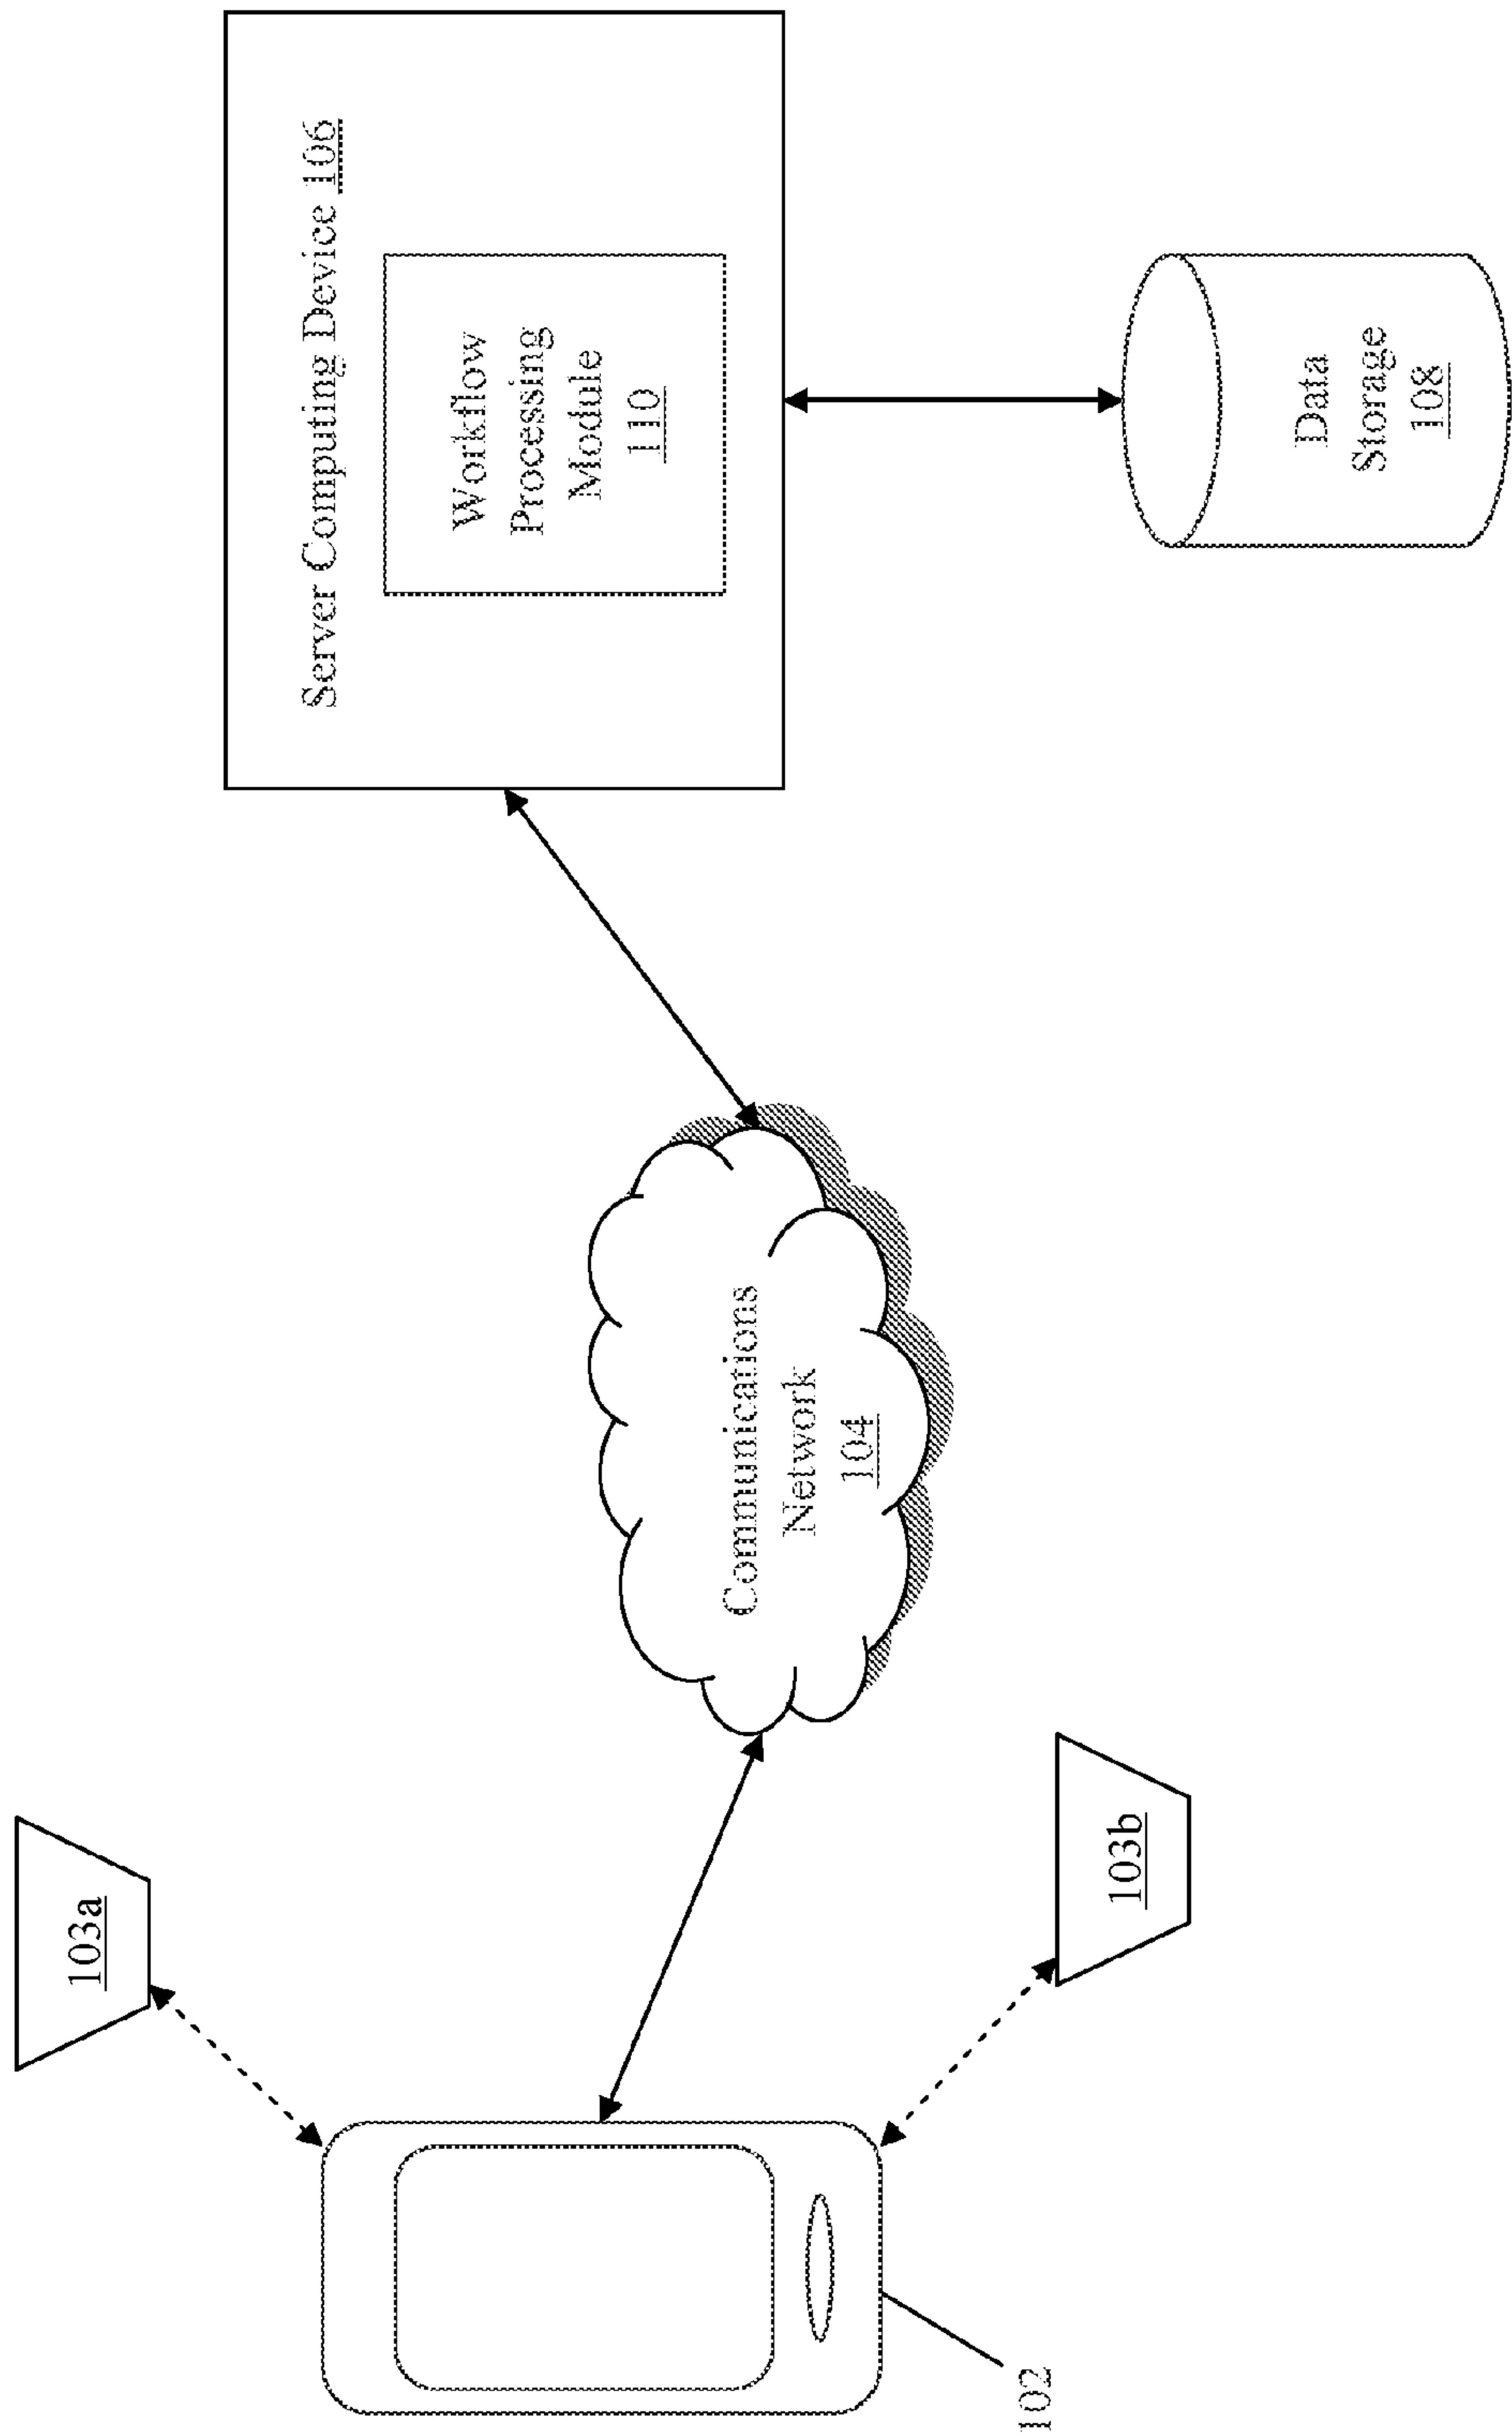 103a
102
103b
Communications
Network
104
Server Computing Device 106
Workflow
Processing
Module
110
Data
Storage
108